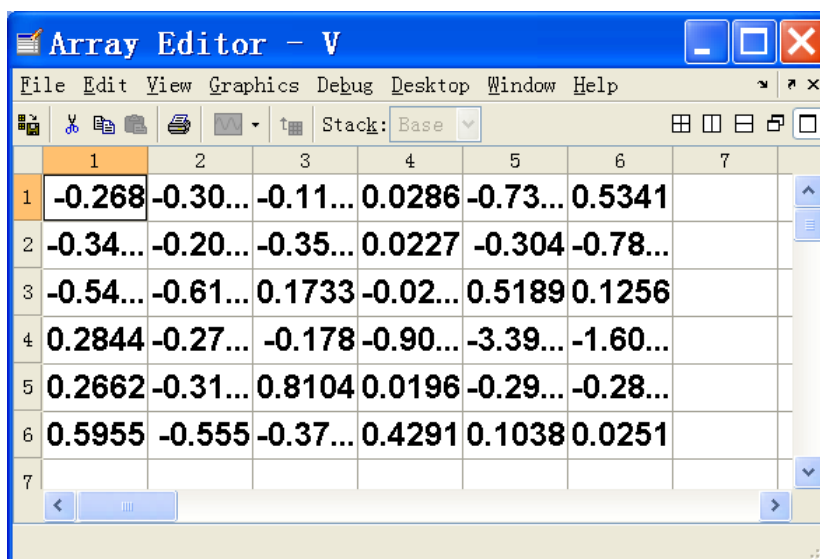 Array Editor - V
File Edit View Graphics Debug Desktop Window Help
Stack: Base
1 2 3 4 5 6 7
1 -0.268 -0.30... -0.11... 0.0286 -0.73... 0.5341
2 -0.34... -0.20... -0.35... 0.0227 -0.304 -0.78...
3 -0.54... -0.61... 0.1733 -0.02... 0.5189 0.1256
4 0.2844 -0.27... -0.178 -0.90... -3.39... -1.60...
5 0.2662 -0.31... 0.8104 0.0196 -0.29... -0.28...
6 0.5955 -0.555 -0.37... 0.4291 0.1038 0.0251
7